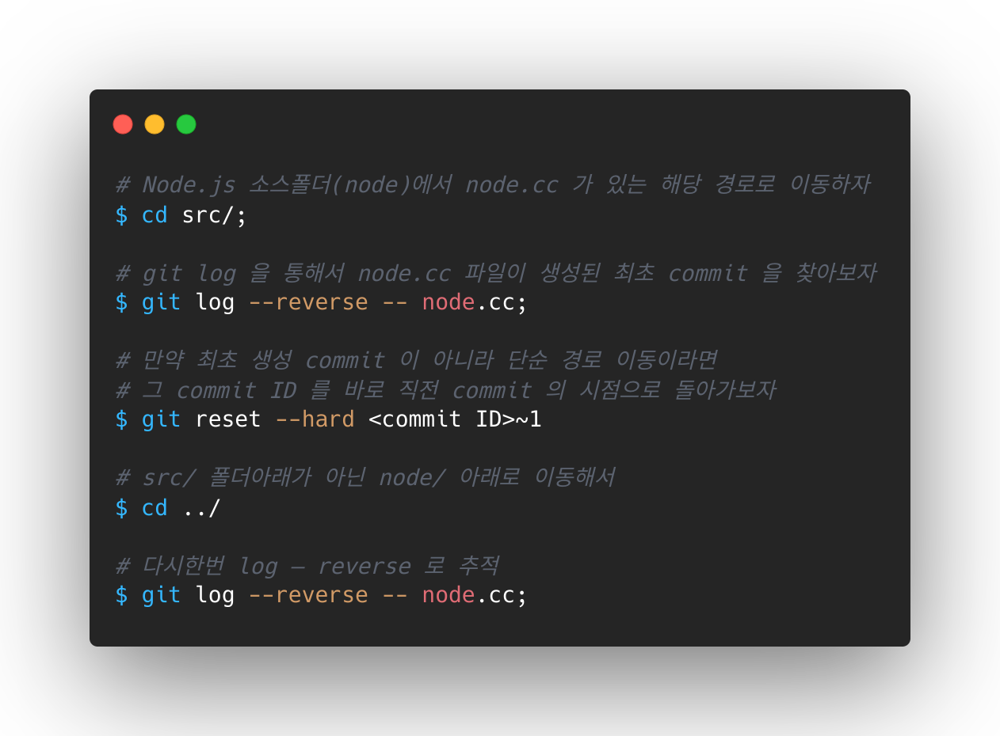 # Node.js 소스폴더(node)에서 node.cc 가 있는 해당 경로로 이동하자
$ cd src/;
# git log 을 통해서 node.cc 파일이 생성된 최초 commit 을 찾아보자
$ git log --reverse -- node.cc;
# 만약 최초 생성 commit 이 아니라 단순 경로 이동이라면
# 그 commit ID 를 바로 직전 commit 의 시점으로 돌아가보자
$ git reset --hard <commit ID>~1
# src/ 폴더아래가 아닌 node/ 아래로 이동해서
$ cd ../
# 다시한번 log — reverse 로 추적
$ git log --reverse -- node.cc;